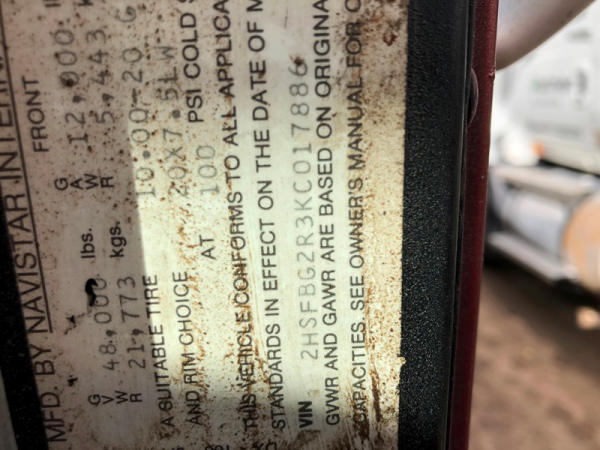 MFD. BY NAVISTAR INTERN
FRONT
G V W R 48,000 lbs. G A W R 12,000
21,773 kgs. 5,443
A SUITABLE TIRE 10:00-20 G
AND RIM CHOICE 20X7.5LW
AT 100 PSI COLD
THIS VEHICLE CONFORMS TO ALL APPLICA
STANDARDS IN EFFECT ON THE DATE OF M
VIN 2HSFBG2R3KC017886
GVWR AND GAWR ARE BASED ON ORIGINA
CAPACITIES. SEE OWNER'S MANUAL FOR